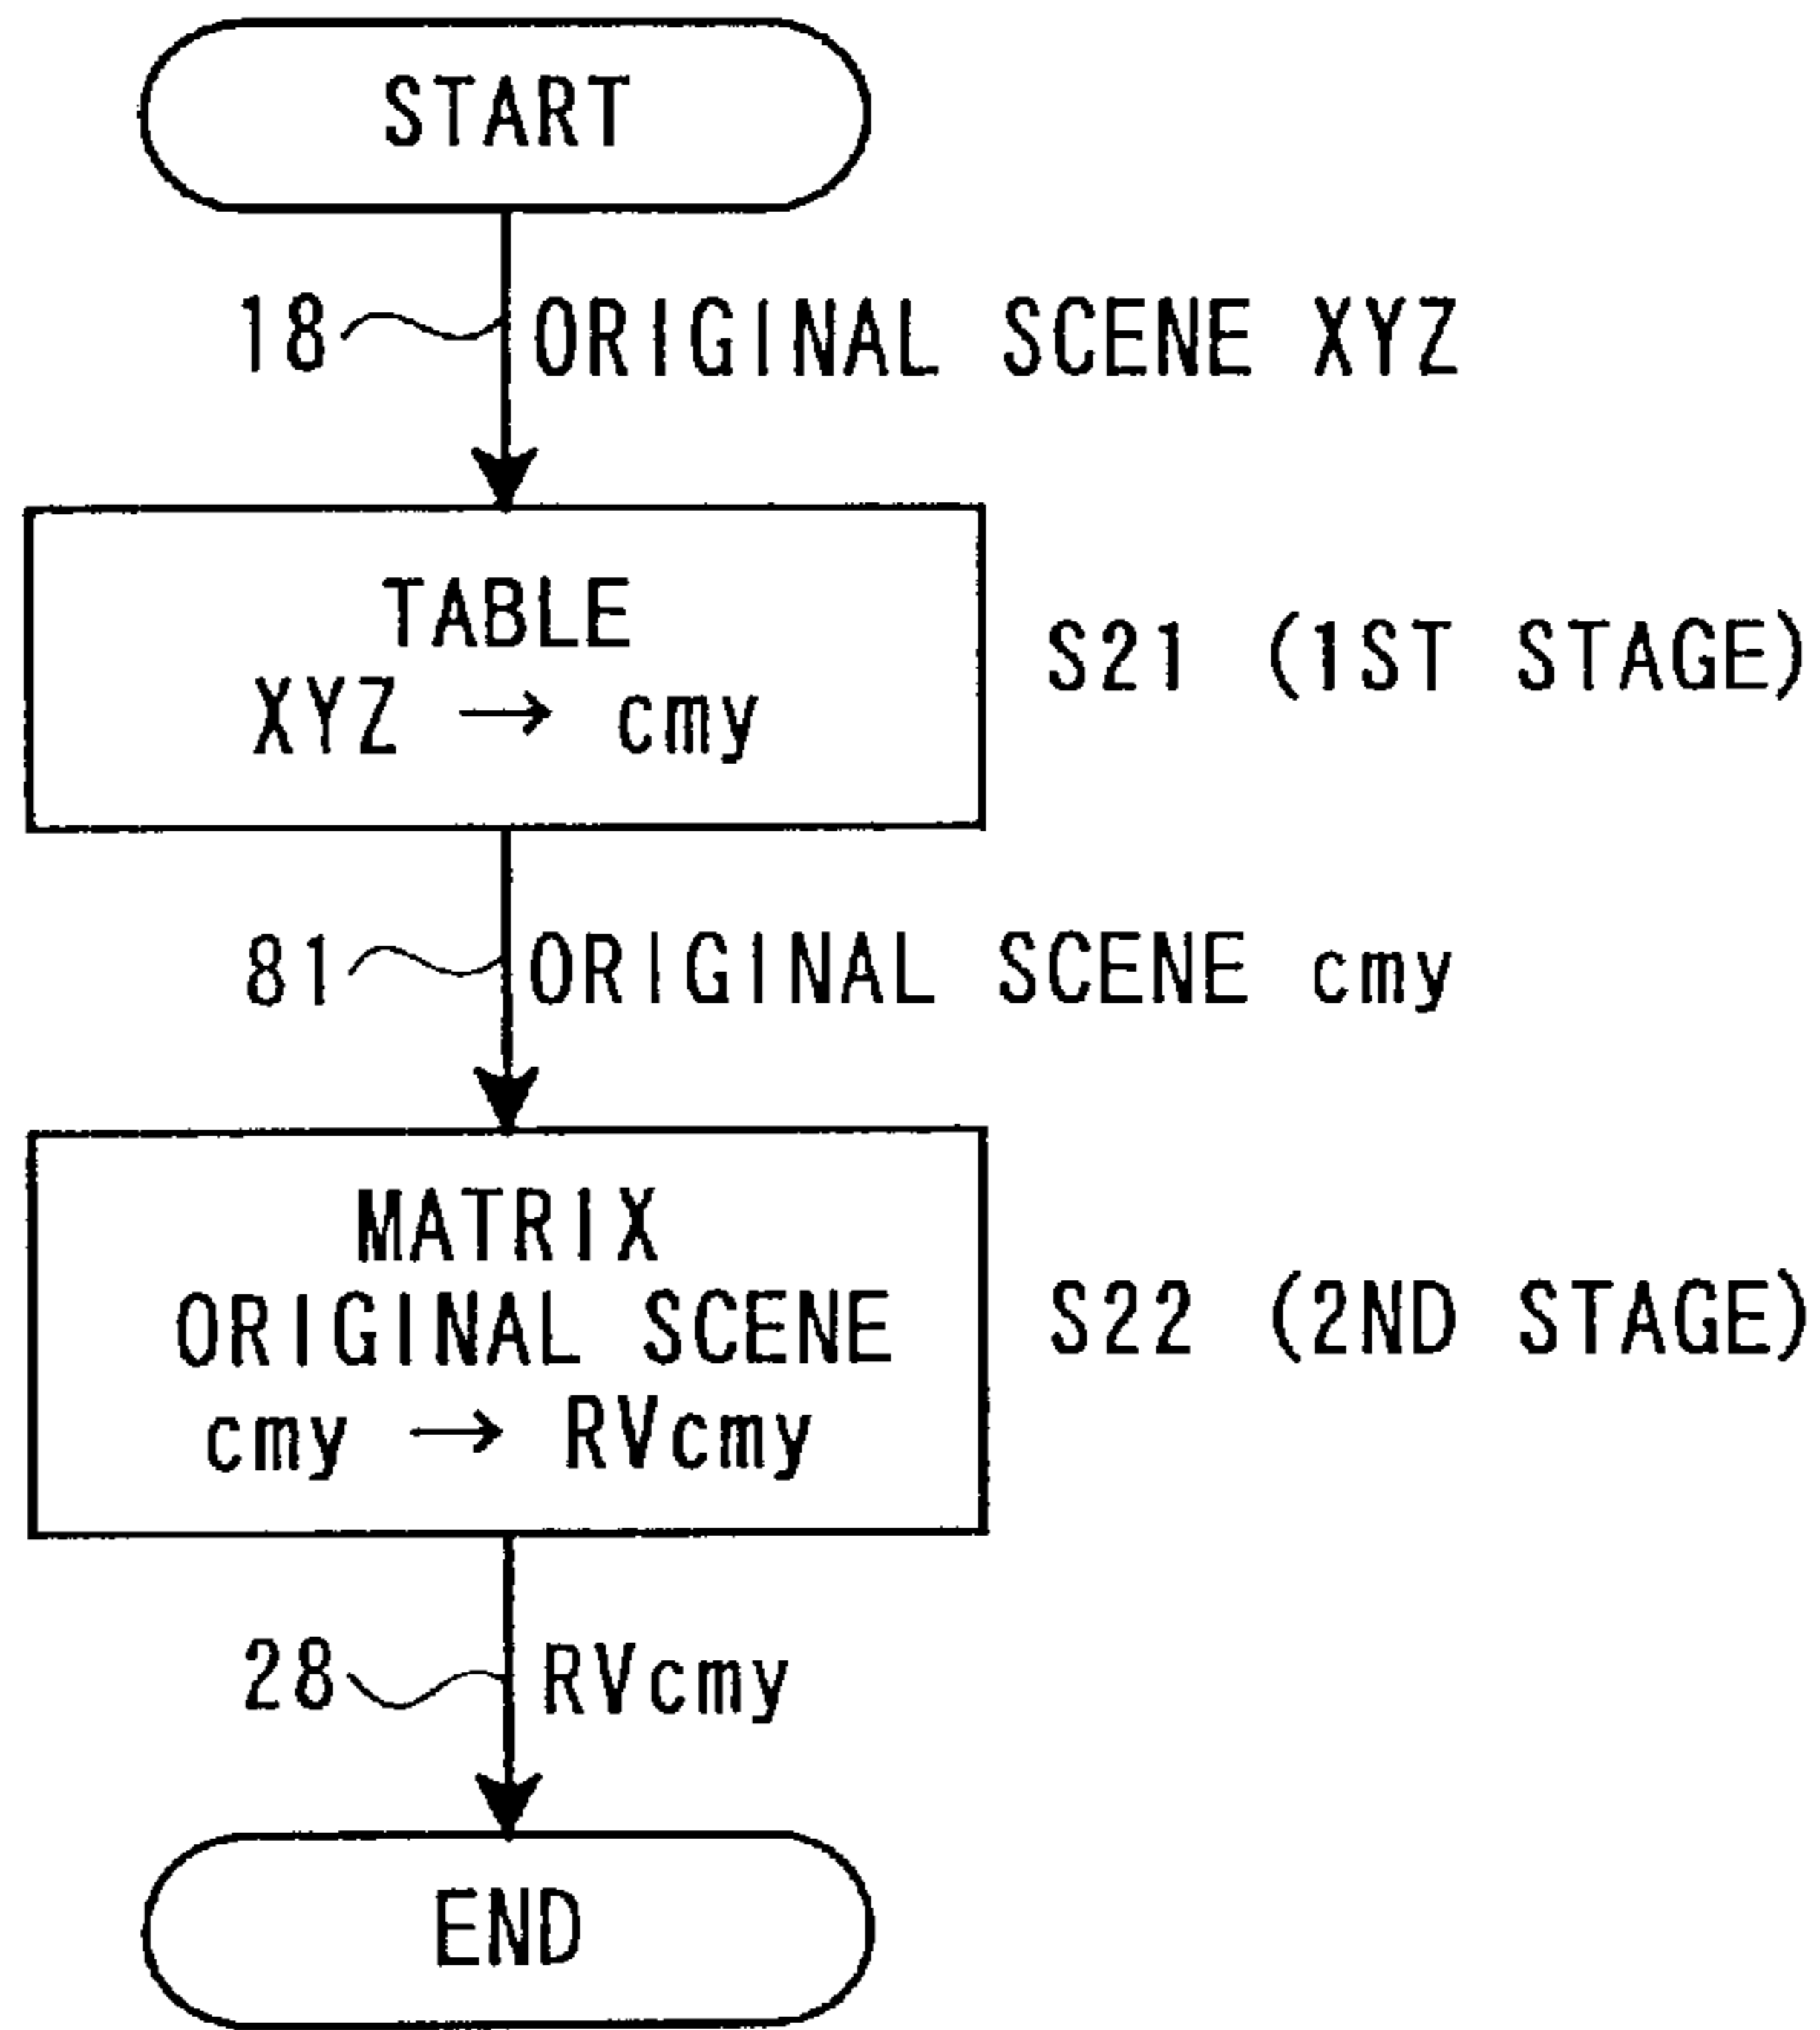 START
18 ORIGINAL SCENE XYZ
TABLE
XYZ → cmy
S21 (1ST STAGE)
81 ORIGINAL SCENE cmy
MATRIX
ORIGINAL SCENE
cmy → RVcmy
S22 (2ND STAGE)
28 RVcmy
END